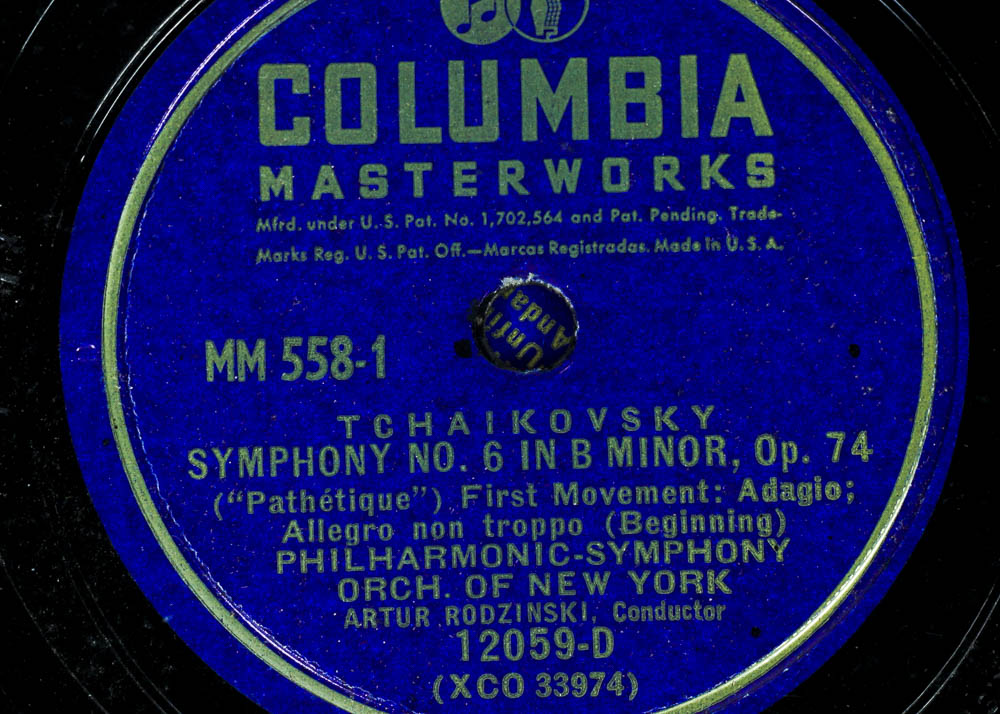 COLUMBIA
MASTERWORKS
Mfrd. under U. S. Pat. No. 1,702,564 and Pat. Pending. Trade-
Marks Reg. U. S. Pat. Off.—Marcas Registradas. Made in U. S. A.
Anda
MM 558-1
TCHAIKOVSKY
SYMPHONY NO. 6 IN B MINOR, Op. 74
("Pathétique") First Movement: Adagio;
Allegro non troppo (Beginning)
PHILHARMONIC-SYMPHONY
ORCH. OF NEW YORK
ARTUR RODZINSKI, Conductor
12059-D
(XCO 33974)